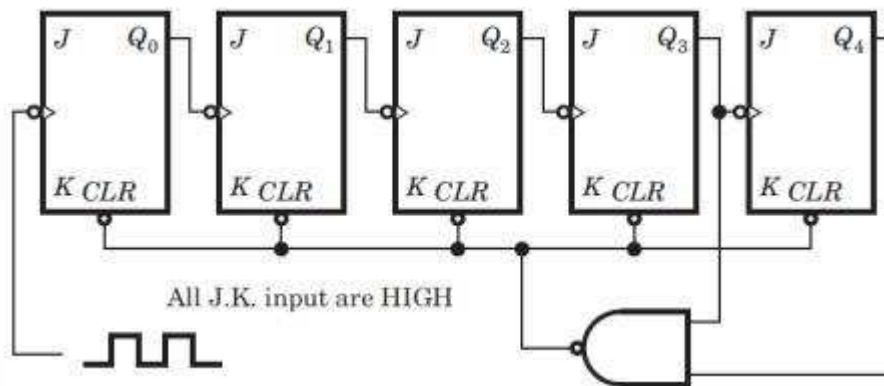 J Q0 J Q1 J Q2 J Q3 J Q4
K CLR K CLR K CLR K CLR K CLR
All J.K. input are HIGH